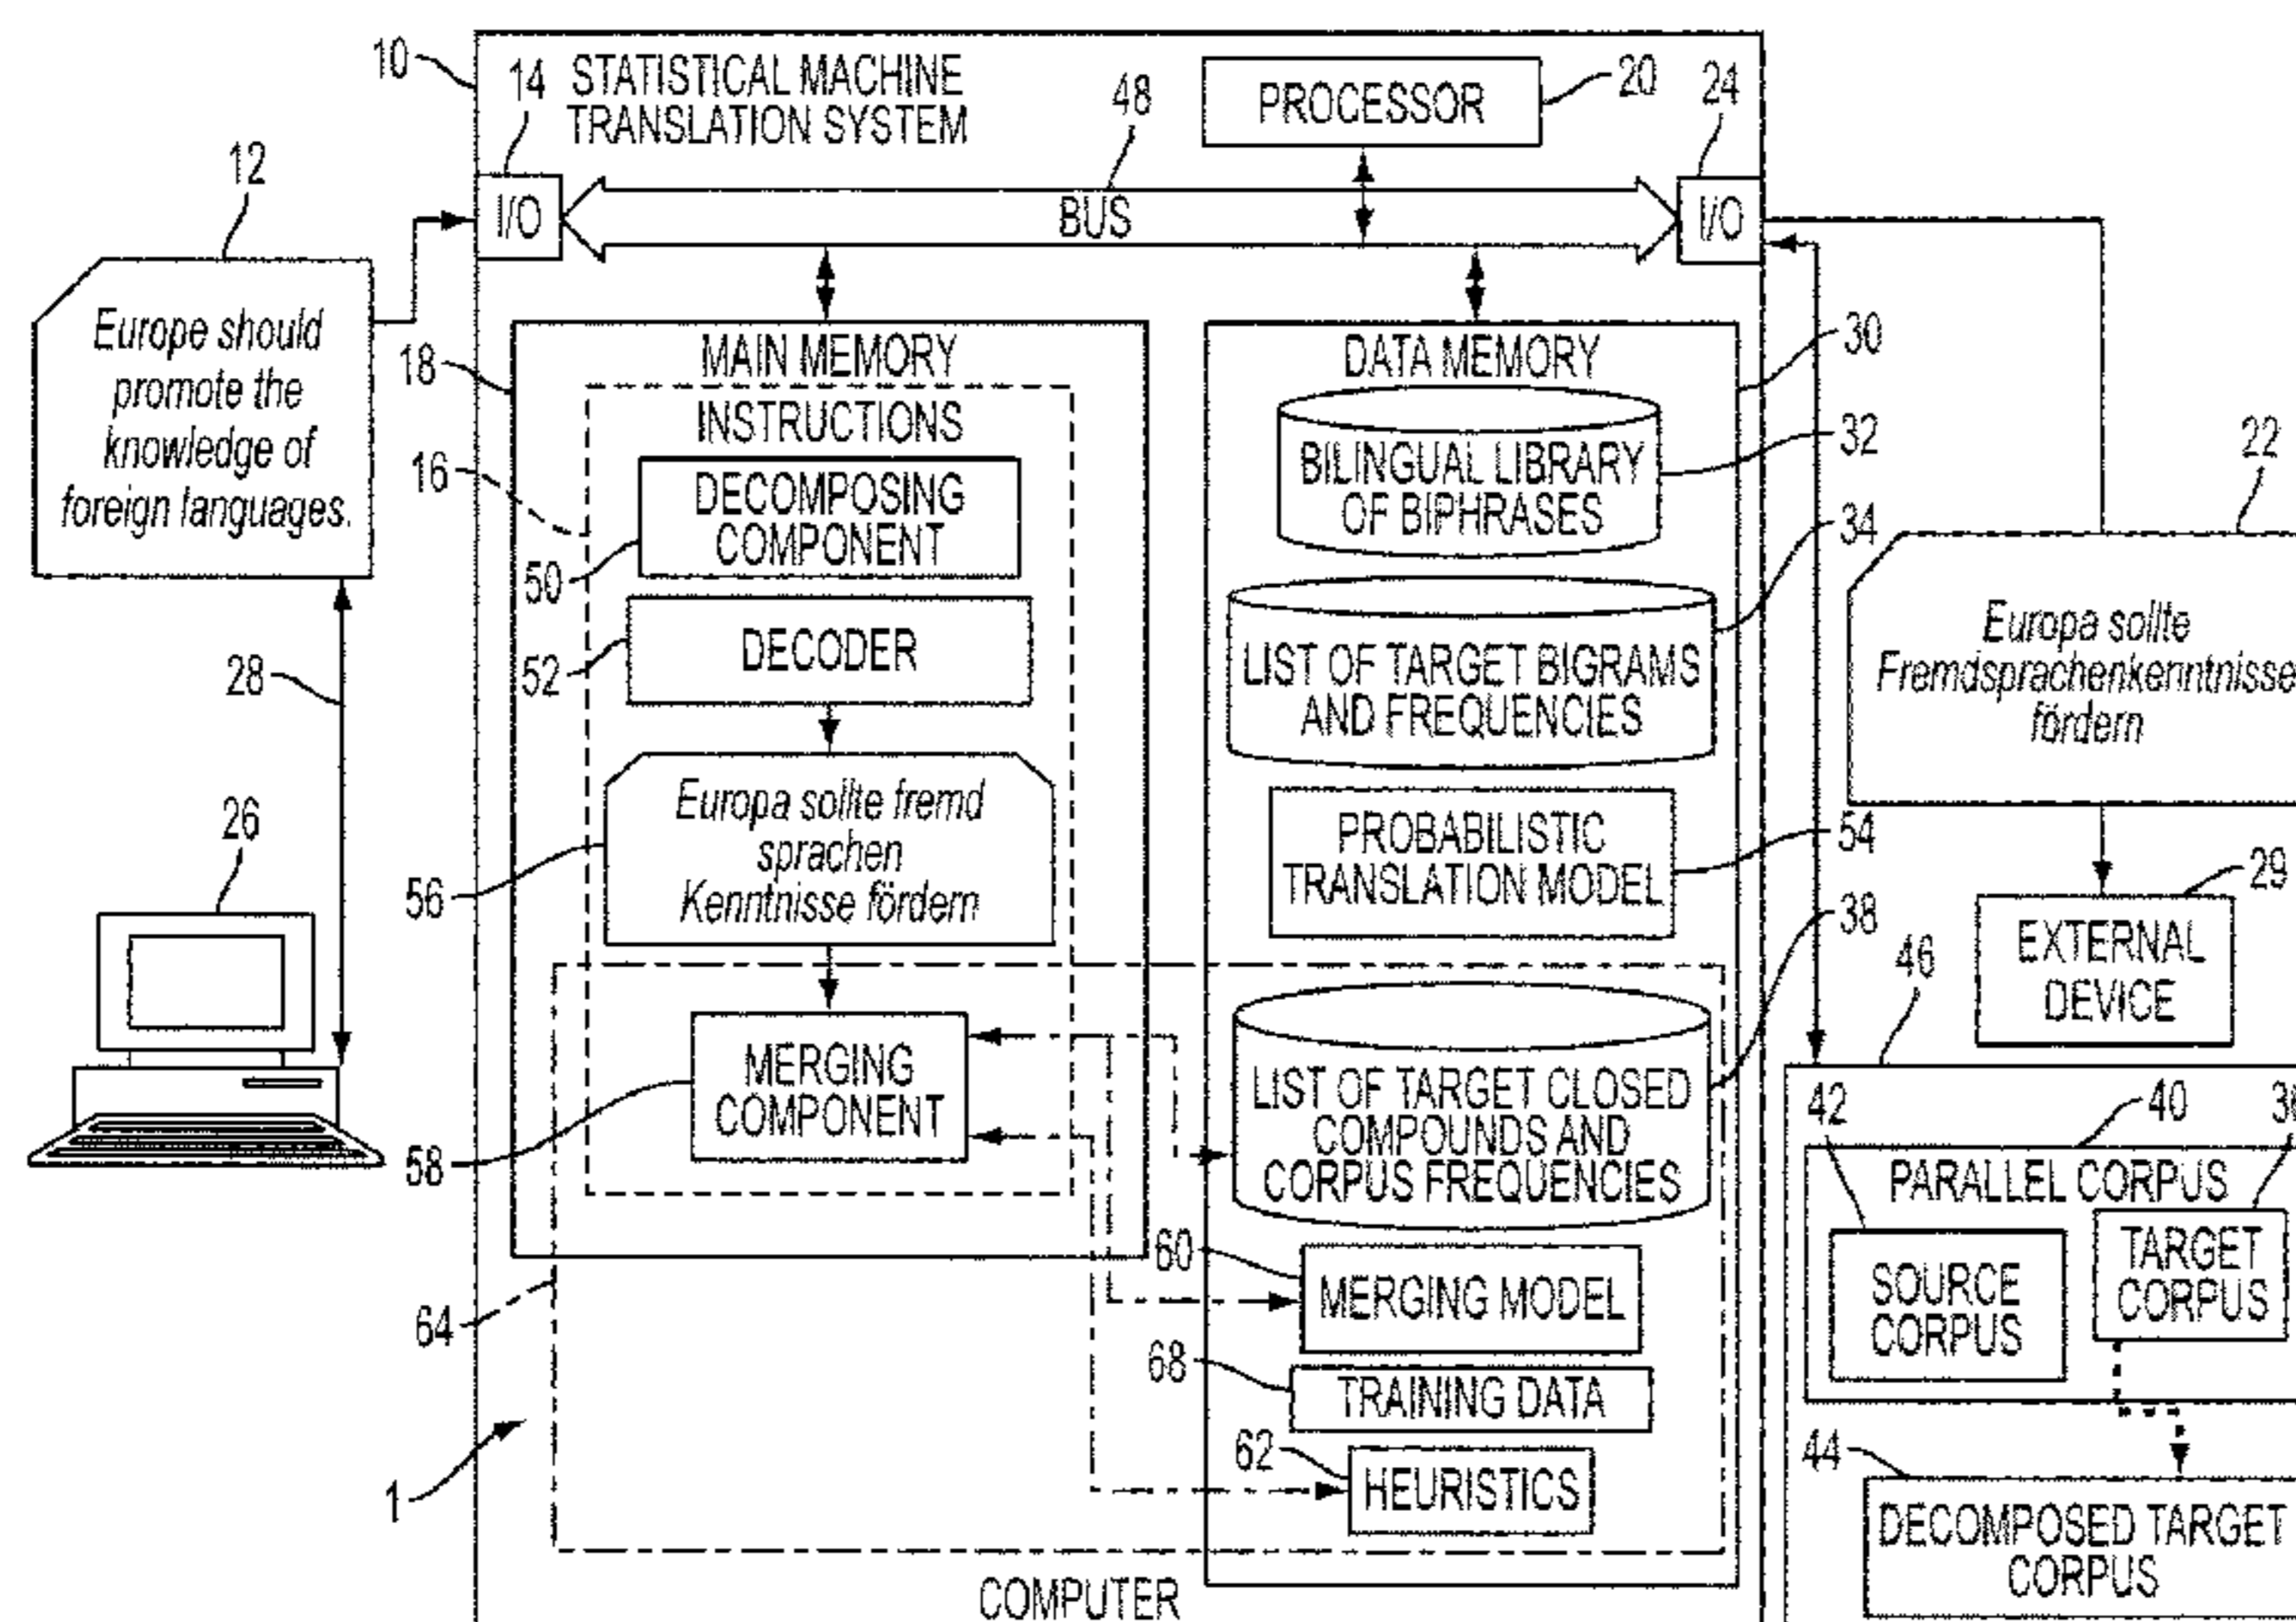 10
14
STATISTICAL MACHINE
TRANSLATION SYSTEM
48
PROCESSOR
20
24
12
I/O
BUS
I/O
Europe should
promote the
knowledge of
foreign languages.
18
MAIN MEMORY
INSTRUCTIONS
16
DECOMPOSING
COMPONENT
50
DECODER
52
Europa sollte fremd
sprachen
Kenntnisse fördern
56
MERGING
COMPONENT
58
28
26
DATA MEMORY
30
BILINGUAL LIBRARY
OF BIPHRASES
32
34
LIST OF TARGET BIGRAMS
AND FREQUENCIES
PROBABILISTIC
TRANSLATION MODEL
54
38
LIST OF TARGET CLOSED
COMPOUNDS AND
CORPUS FREQUENCIES
60
MERGING MODEL
68
TRAINING DATA
62
HEURISTICS
64
1
COMPUTER
22
Europa sollte
Fremdsprachenkenntnisse
fördern
29
EXTERNAL
DEVICE
46
42
40
PARALLEL CORPUS
SOURCE
CORPUS
TARGET
CORPUS
44
DECOMPOSED TARGET
CORPUS